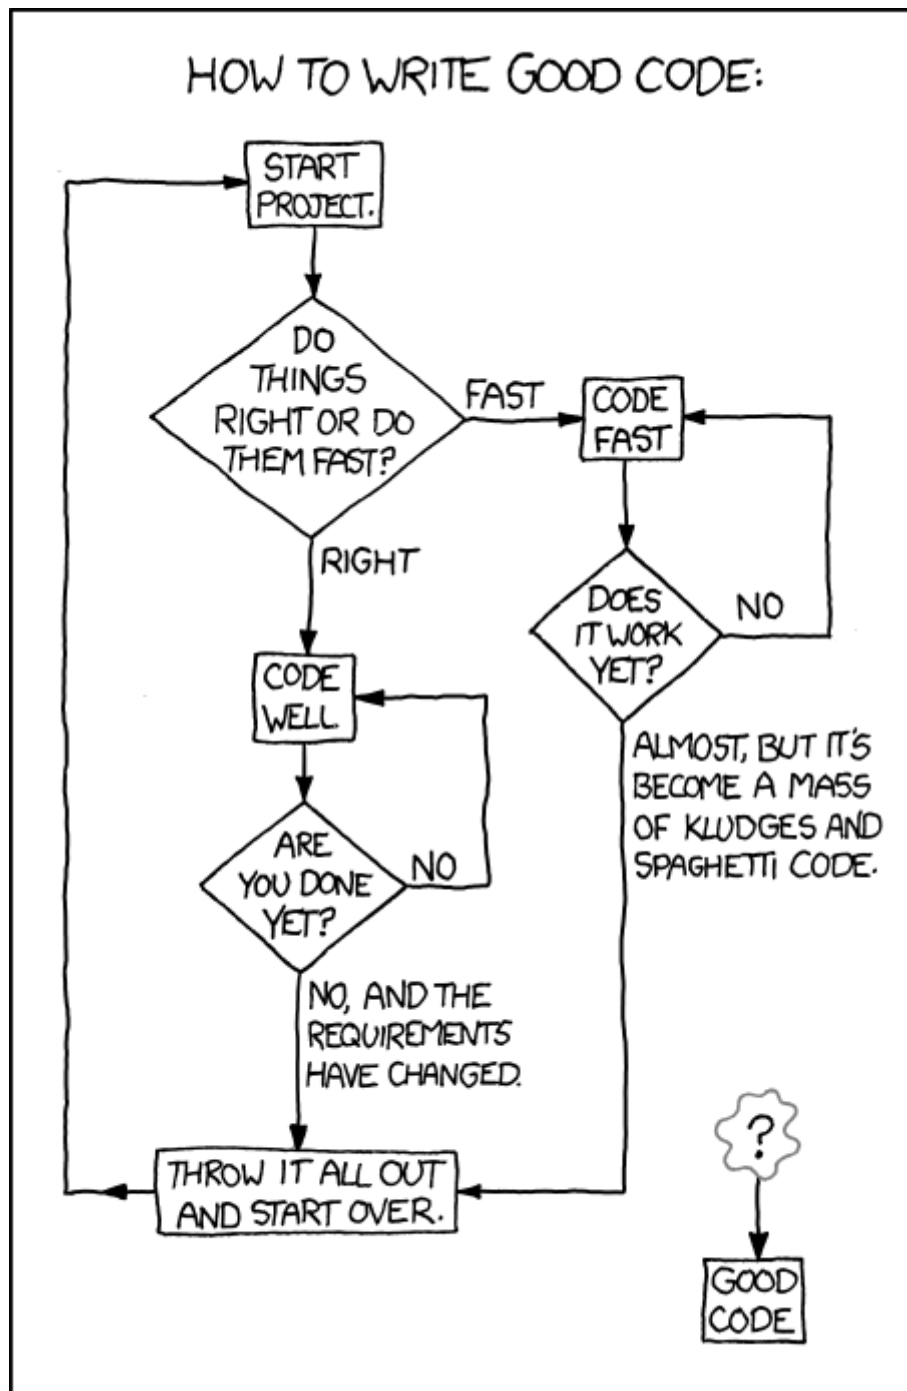 HOW TO WRITE GOOD CODE:
START
PROJECT.
DO
THINGS
RIGHT OR DO
THEM FAST?
FAST
CODE
FAST
RIGHT
DOES
IT WORK
YET?
NO
CODE
WELL.
ALMOST, BUT IT'S
BECOME A MASS
OF KLUDGES AND
SPAGHETTI CODE.
ARE
YOU DONE
YET?
NO
NO, AND THE
REQUIREMENTS
HAVE CHANGED.
THROW IT ALL OUT
AND START OVER.
?
GOOD
CODE